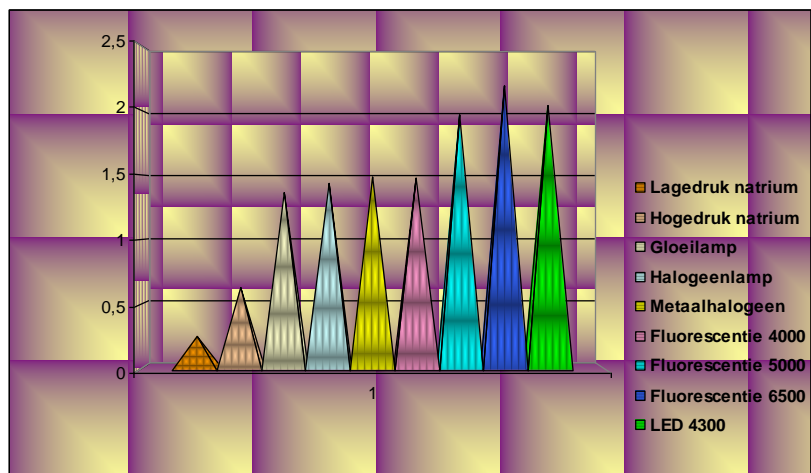 2,5
2
1,5
1
0,5
0
1
Lagedruk natrium
Hogedruk natrium
Gloeilamp
Halogeenlamp
Metaalhalogeen
Fluorescentie 4000
Fluorescentie 5000
Fluorescentie 6500
LED 4300